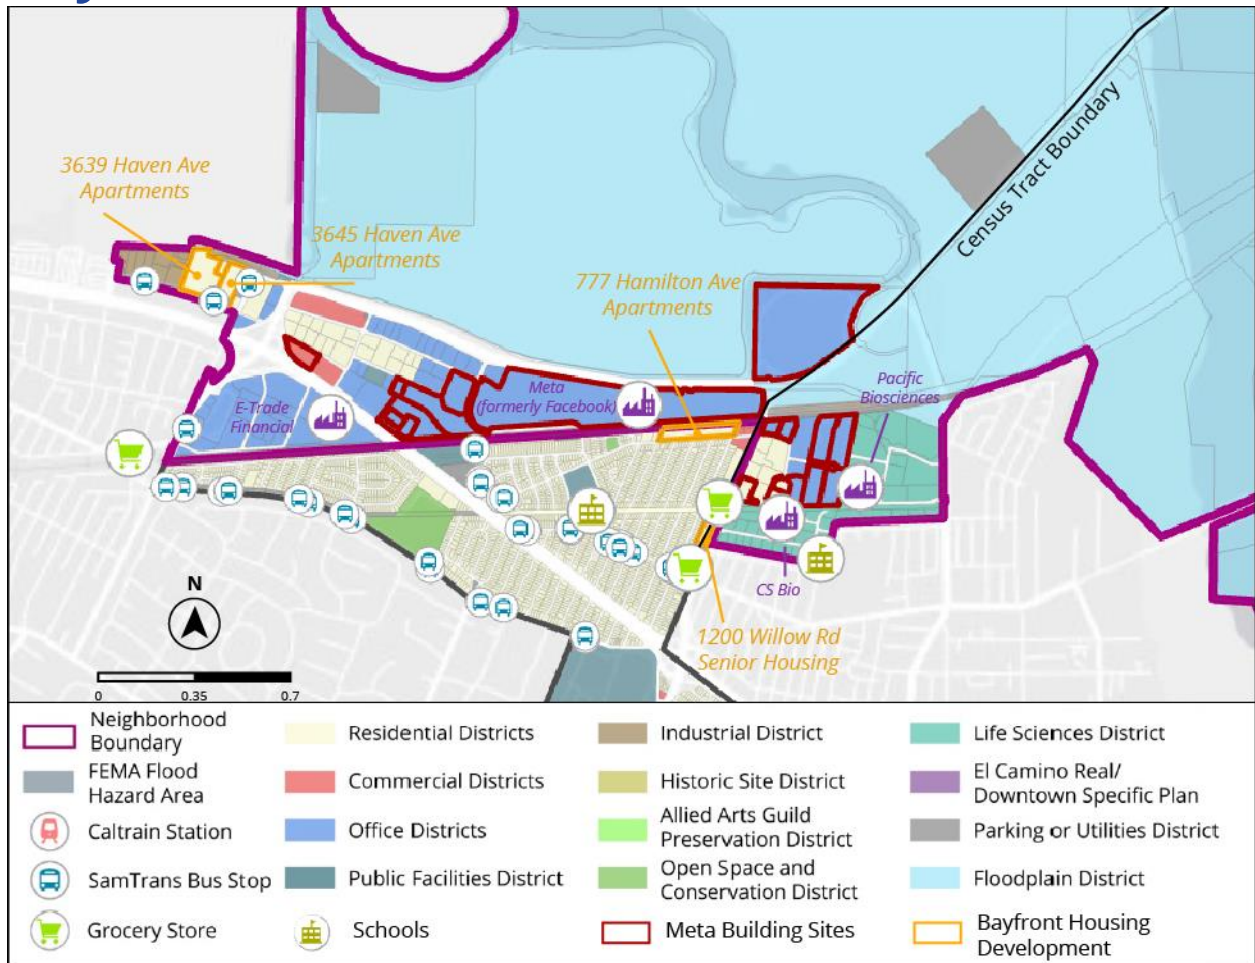 3639 Haven Ave
Apartments
3645 Haven Ave
Apartments
777 Hamilton Ave
Apartments
Census Tract Boundary
E-Trade
Financial
Meta
(formerly Facebook)
Pacific
Biosciences
CS Bio
1200 Willow Rd
Senior Housing
N
0
0.35
0.7
Neighborhood
Boundary
FEMA Flood
Hazard Area
Caltrain Station
SamTrans Bus Stop
Grocery Store
Residential Districts
Commercial Districts
Office Districts
Public Facilities District
Schools
Industrial District
Historic Site District
Allied Arts Guild
Preservation District
Open Space and
Conservation District
Meta Building Sites
Life Sciences District
El Camino Real/
Downtown Specific Plan
Parking or Utilities District
Floodplain District
Bayfront Housing
Development